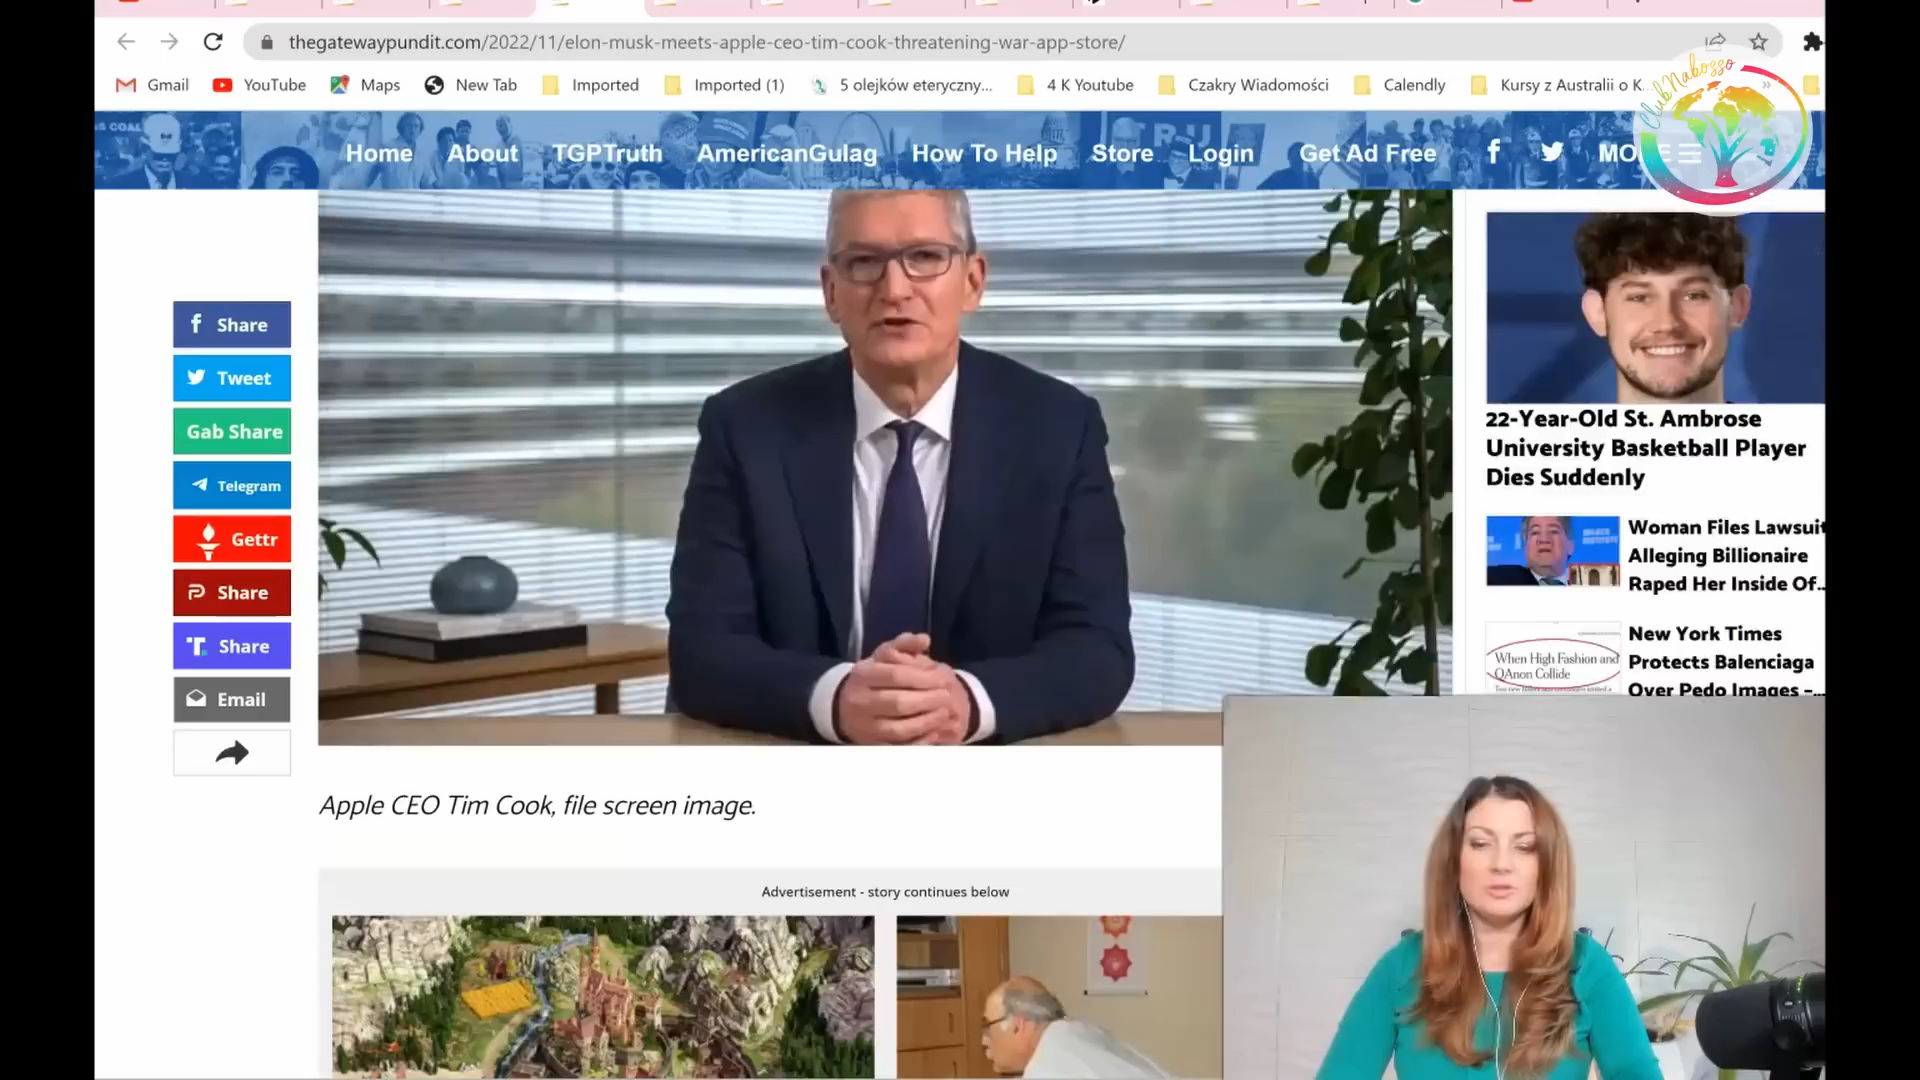 thegatewaypundit.com/2022/11/elon-musk-meets-apple-ceo-tim-cook-threatening-war-app-store/
Gmail
YouTube
Maps
New Tab
Imported
Imported (1)
5 olejków eteryczny...
4 K Youtube
Czakry Wiadomości
Calendly
Kursy z Australii o K...
ClubNabosso
Home
About
TGPTruth
AmericanGulag
How To Help
Store
Login
Get Ad Free
Share
Tweet
Gab Share
Telegram
Gettr
Share
Share
Email
22-Year-Old St. Ambrose
University Basketball Player
Dies Suddenly
Woman Files Lawsuit
Alleging Billionaire
Raped Her Inside Of...
When High Fashion and
QAnon Collide
New York Times
Protects Balenciaga
Over Pedo Images –...
Apple CEO Tim Cook, file screen image.
Advertisement - story continues below